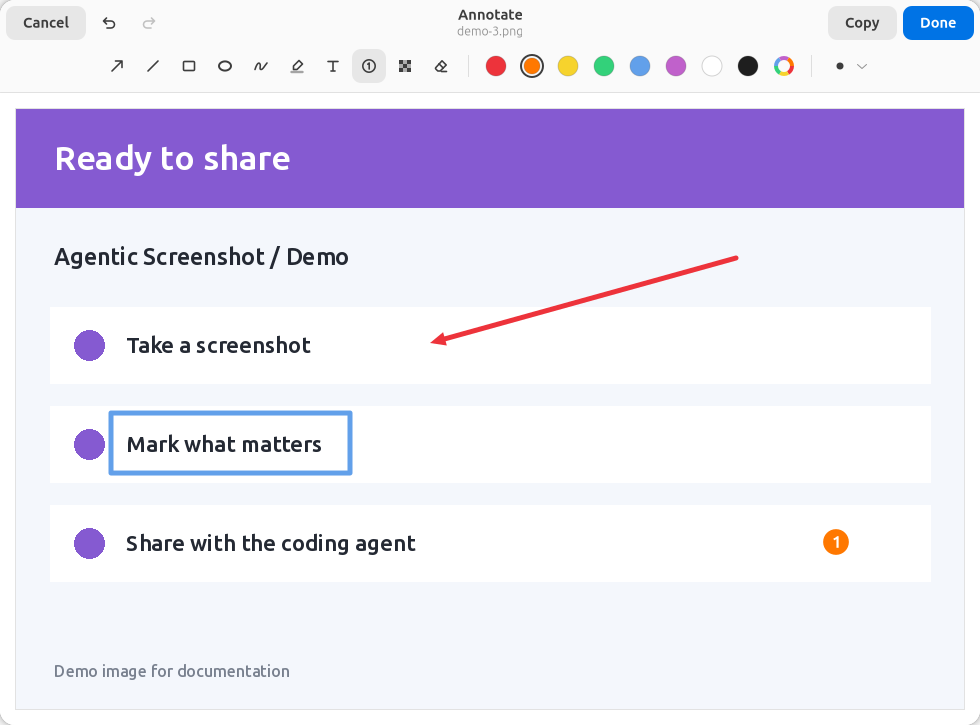 Cancel
Annotate
demo-3.png
Copy
Done
T
1
Ready to share
Agentic Screenshot / Demo
Take a screenshot
Mark what matters
Share with the coding agent
1
Demo image for documentation